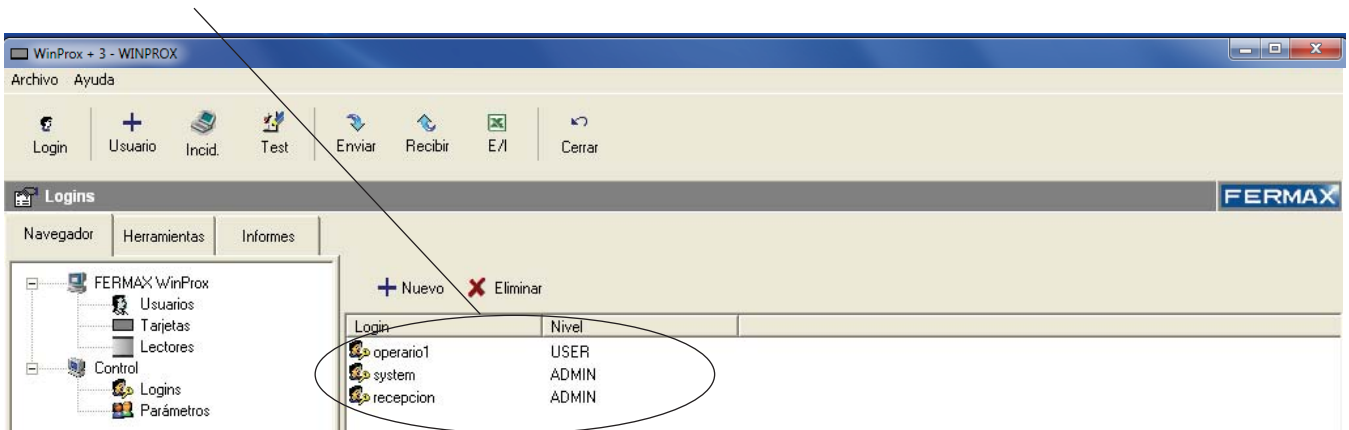 WinProx + 3 - WINPROX
Archivo Ayuda
Login Usuario Incid. Test Enviar Recibir E/I Cerrar
Logins FERMAX
Navegador Herramientas Informes
FERMAX WinProx
Usuarios
Tarjetas
Lectores
Control
Logins
Parámetros
Nuevo Eliminar
Login Nivel
operario1 USER
system ADMIN
recepcion ADMIN